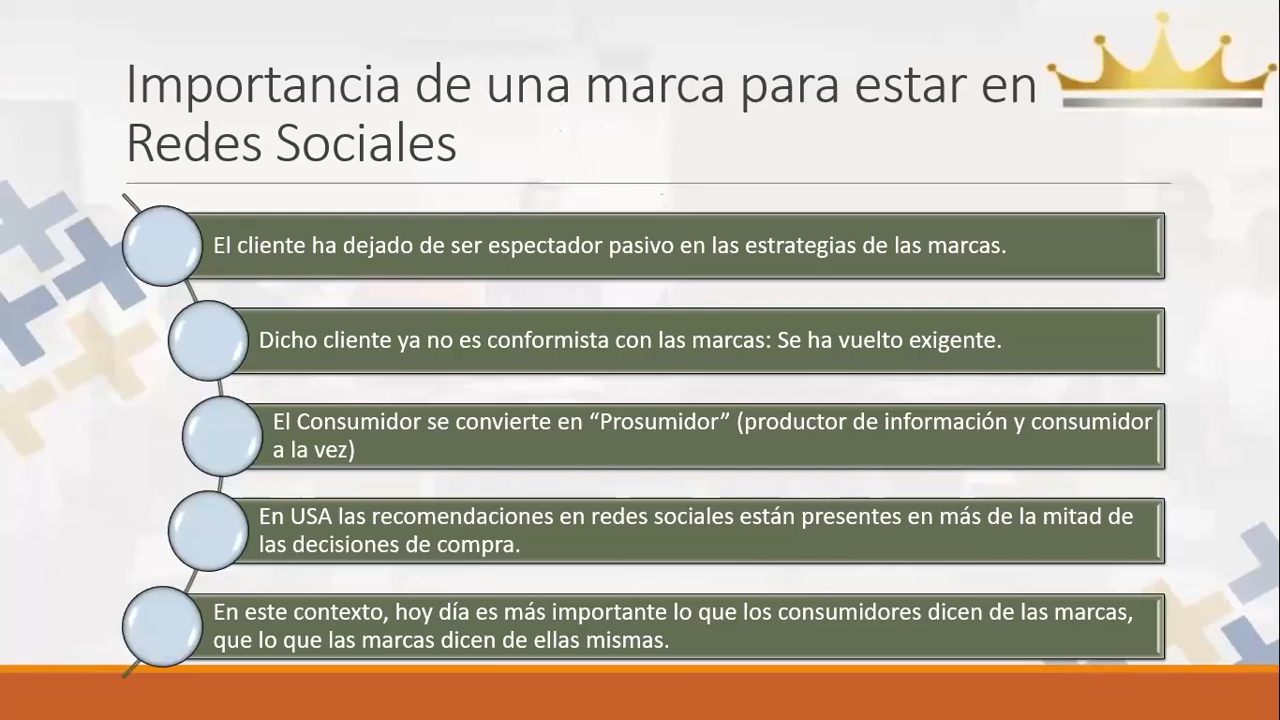 Importancia de una marca para estar en
Redes Sociales
El cliente ha dejado de ser espectador pasivo en las estrategias de las marcas.
Dicho cliente ya no es conformista con las marcas: Se ha vuelto exigente.
El Consumidor se convierte en “Prosumidor” (productor de información y consumidor
a la vez)
En USA las recomendaciones en redes sociales están presentes en más de la mitad de
las decisiones de compra.
En este contexto, hoy día es más importante lo que los consumidores dicen de las marcas,
que lo que las marcas dicen de ellas mismas.